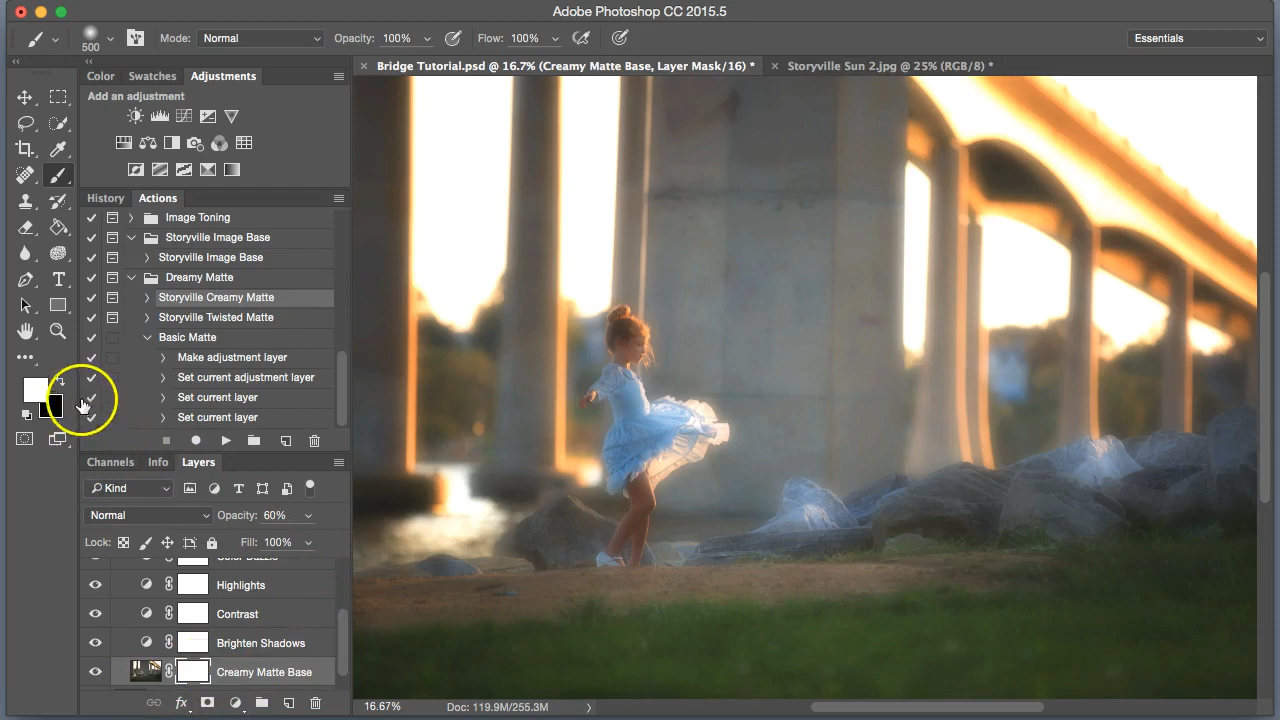 Adobe Photoshop CC 2015.5
500 Mode: Normal Opacity: 100% Flow: 100% Essentials
Color Swatches Adjustments
Bridge Tutorial.psd @ 16.7% (Creamy Matte Base, Layer Mask/16) *
Storyville Sun 2.jpg @ 25% (RGB/8) *
Add an adjustment
History Actions
Image Toning
Storyville Image Base
Storyville Image Base
Dreamy Matte
Storyville Creamy Matte
Storyville Twisted Matte
Basic Matte
Make adjustment layer
Set current adjustment layer
Set current layer
Set current layer
Channels Info Layers
Kind
Normal Opacity: 60%
Lock: Fill: 100%
Highlights
Contrast
Brighten Shadows
Creamy Matte Base
16.67% Doc: 119.9M/255.3M